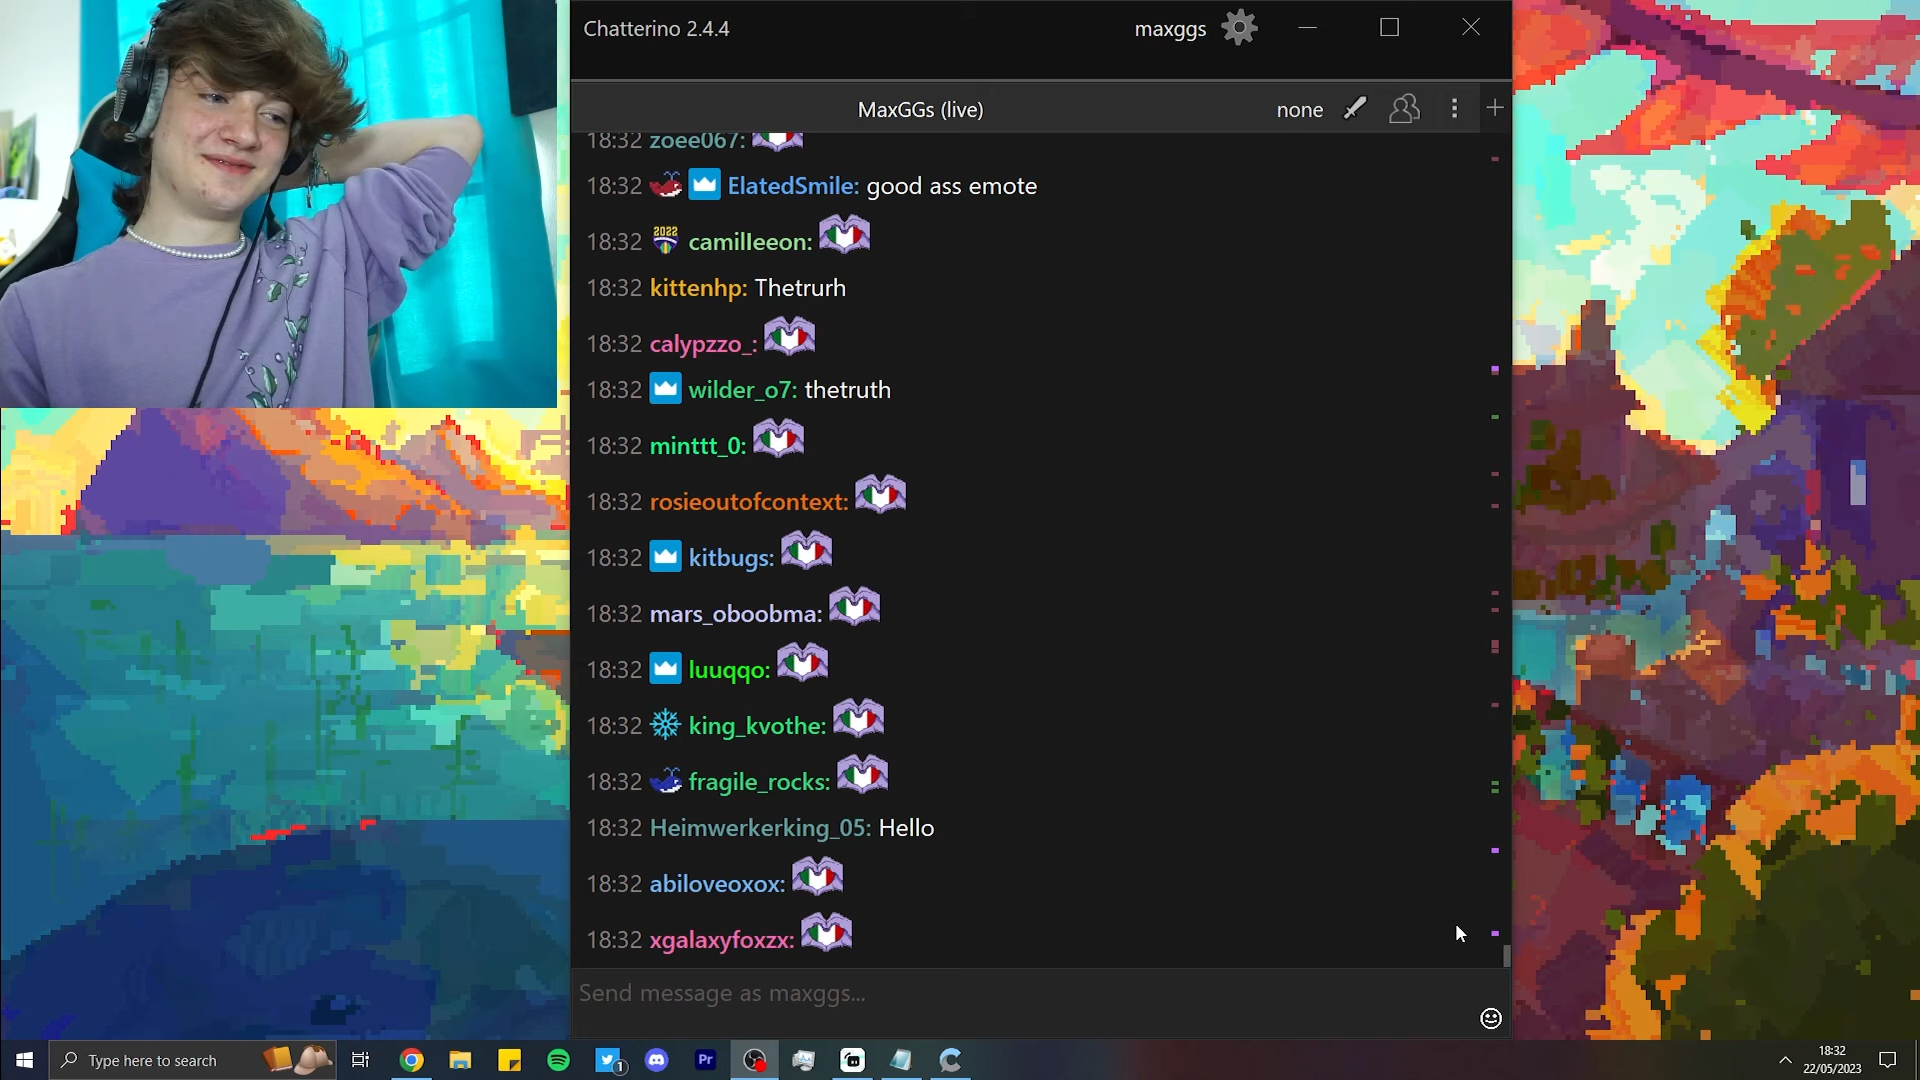 Chatterino 2.4.4
maxggs
MaxGGs (live)
none
18:32 zoee067:
18:32 ElatedSmile: good ass emote
18:32 2022 camilleeon:
18:32 kittenhp: Thetrurh
18:32 calypzzo_:
18:32 wilder_o7: thetruth
18:32 minttt_0:
18:32 rosieoutofcontext:
18:32 kitbugs:
18:32 mars_oboobma:
18:32 luuqqo:
18:32 king_kvothe:
18:32 fragile_rocks:
18:32 Heimwerkerking_05: Hello
18:32 abiloveoxox:
18:32 xgalaxyfoxzx:
Send message as maxggs...
Type here to search
1
Pr
18:32
22/05/2023